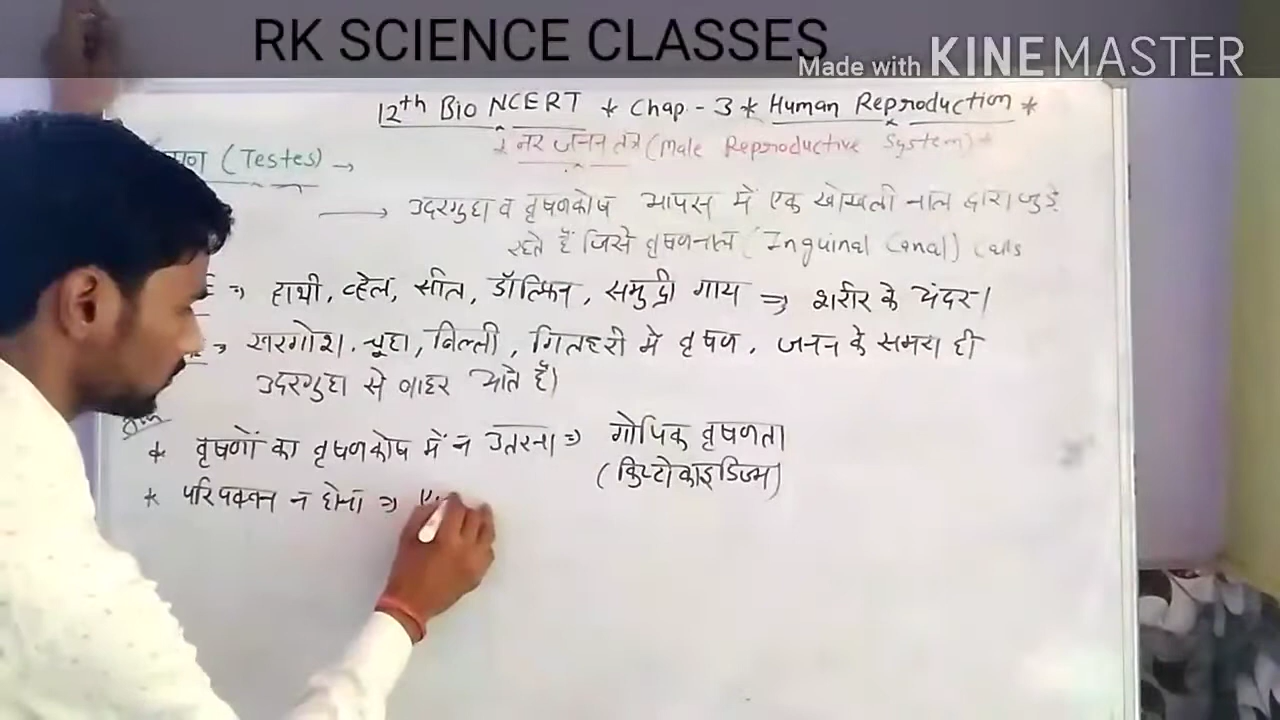 RK SCIENCE CLASSES
Made with KINEMASTER
12th Bio NCERT * Chap. - 3 * Human Reproduction *
नर जनन तंत्र (Male Reproductive System) *
(Testes) →
→ उदरगुहा व वृषणकोष आपस में एक खोखली नाल द्वारा जुड़े
रहते हैं जिसे वृषणनाल (Inguinal Canal) Calls
⇒ हाथी, व्हेल, सील, डॉल्फिन, समुद्री गाय ⇒ शरीर के अंदर।
⇒ खरगोश, चूहा, बिल्ली, गिलहरी में वृषण, जनन के समय ही
उदरगुहा से बाहर आते हैं।
* वृषणों का वृषणकोष में न उतरना ⇒ गोपिक वृषणता
(क्रिप्टोकाइडिज्म)
* परिपक्वन न होना ⇒